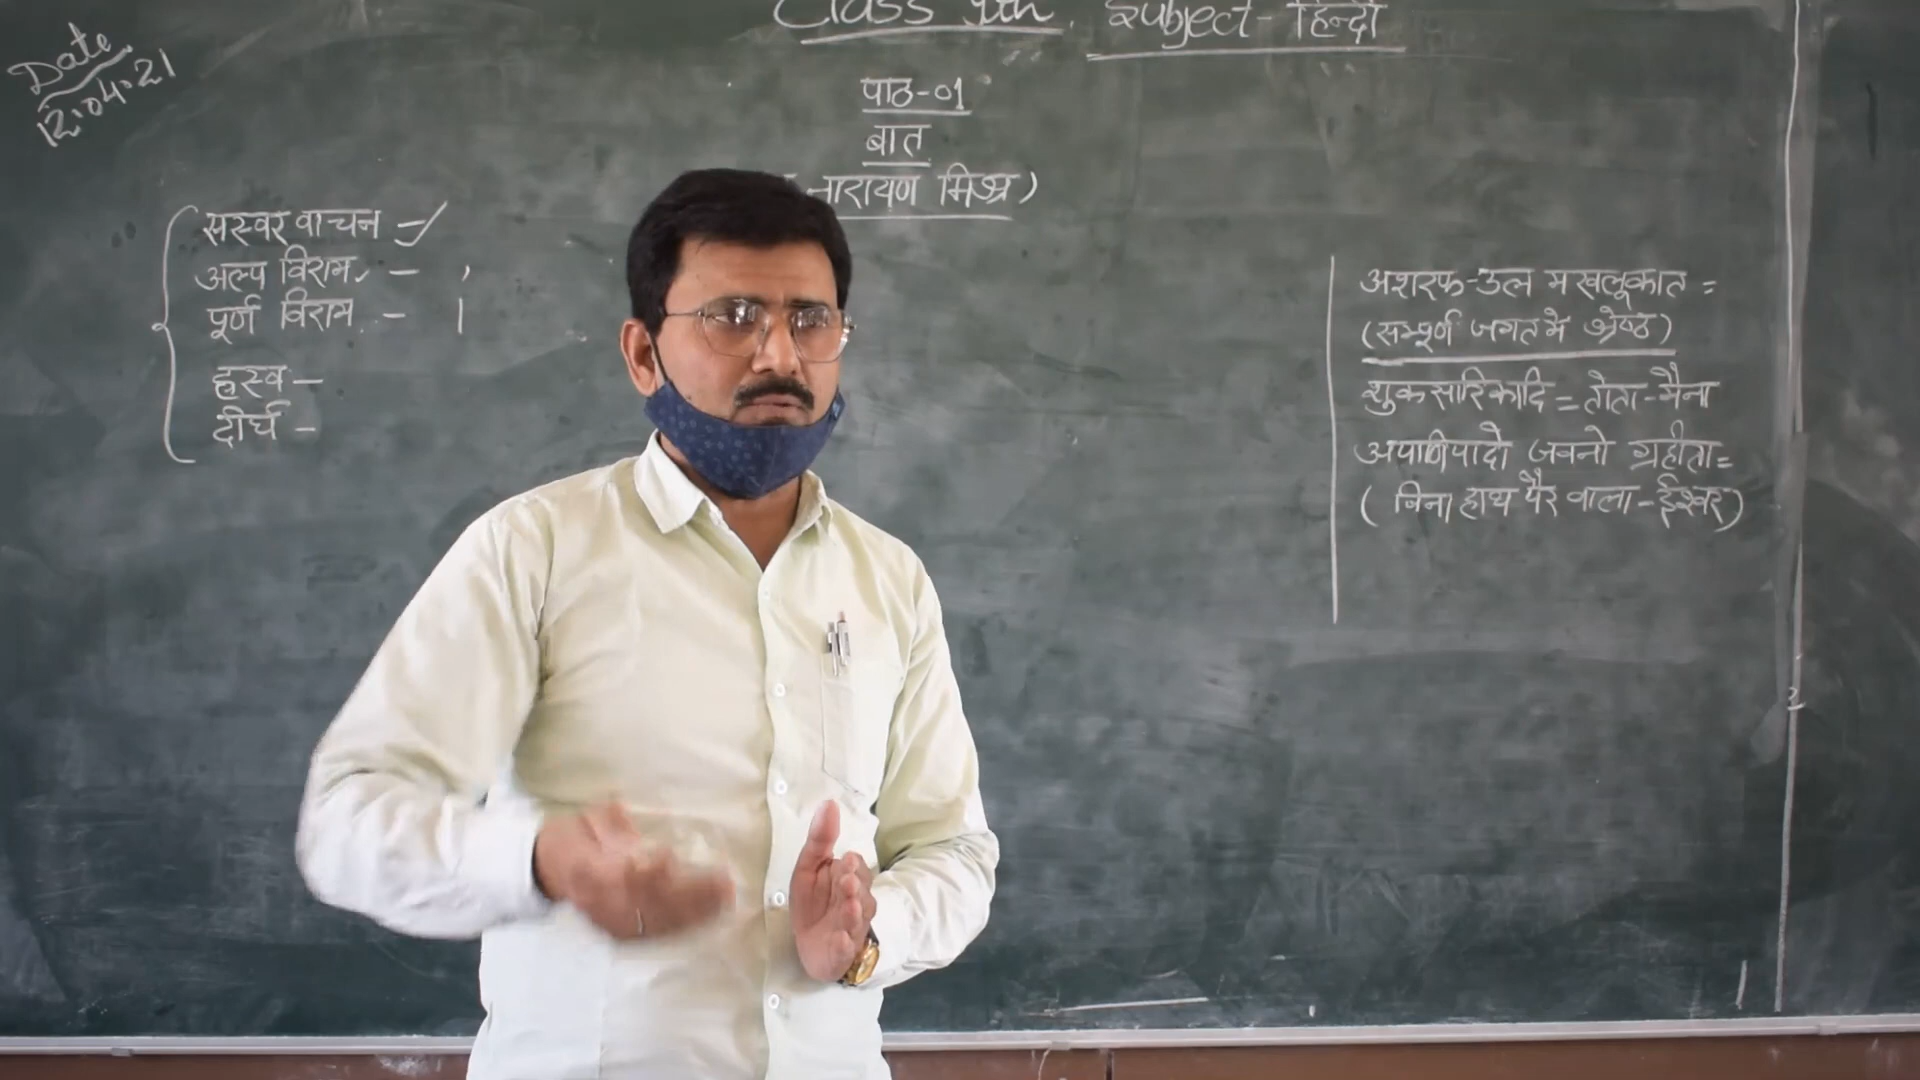 Date
12.04.21
Class 9th. Subject - हिन्दी
पाठ-01
बात
नारायण मिश्र)
सस्वर वाचन -
अल्प विराम - ,
पूर्ण विराम - ।
ह्रस्व -
दीर्घ -
अशरफ-उल मखलूकात =
(सम्पूर्ण जगत में श्रेष्ठ)
शुकसारिकादि = तोता-मैना
अपाणिपादो जवनो ग्रहीता=
( बिना हाथ पैर वाला - ईश्वर)